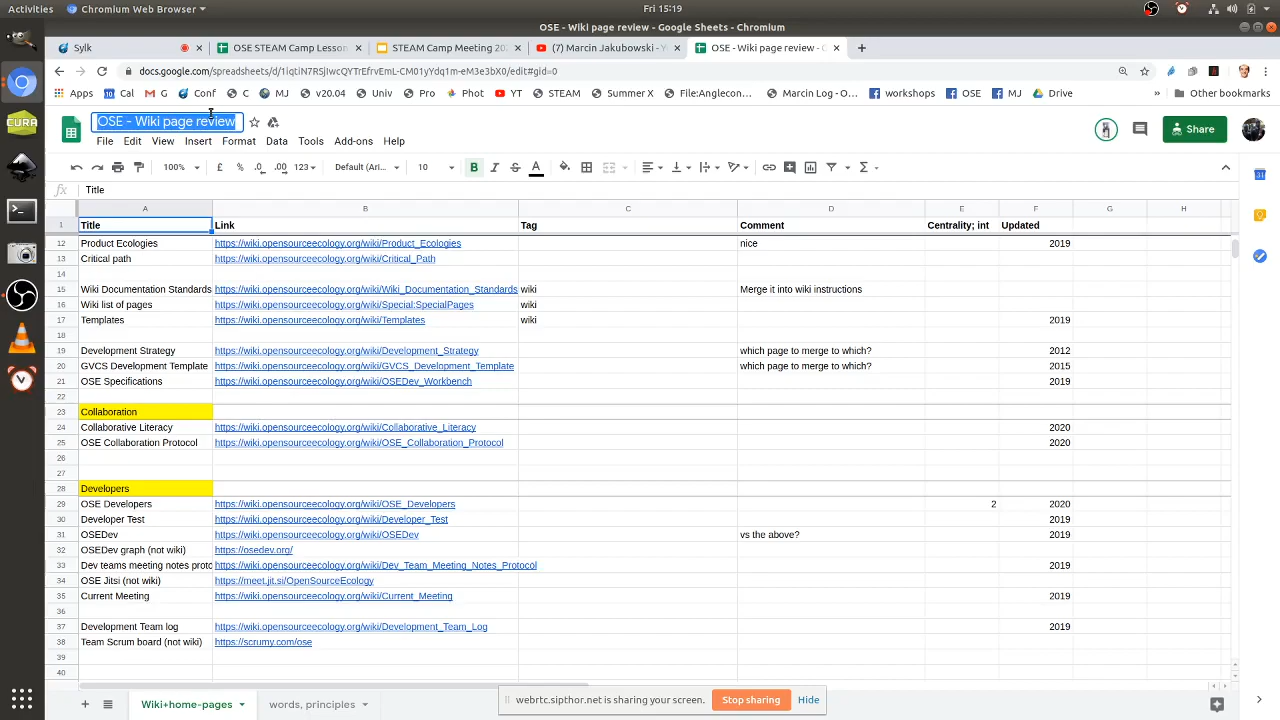 Activities Chromium Web Browser Fri 15:19
OSE - Wiki page review - Google Sheets - Chromium
Sylk OSE STEAM Camp Lesson STEAM Camp Meeting 202 (7) Marcin Jakubowski - Y OSE - Wiki page review - G
docs.google.com/spreadsheets/d/1iqtiN7RSjIwcQYTrEfrvEmL-CM01yYdq1m-eM3e3bX0/edit#gid=0
Apps Cal G Conf C MJ v20.04 Univ Pro Phot YT STEAM Summer X File:Anglecon... Marcin Log - O... workshops OSE MJ Drive » Other bookmarks
OSE - Wiki page review
File Edit View Insert Format Data Tools Add-ons Help Share
100% £ % .0 .00 123 Default (Ari... 10 B I S A
fx Title
A B C D E F G H
1 Title Link Tag Comment Centrality; int Updated
12 Product Ecologies https://wiki.opensourceecology.org/wiki/Product_Ecologies nice 2019
13 Critical path https://wiki.opensourceecology.org/wiki/Critical_Path
14
15 Wiki Documentation Standards https://wiki.opensourceecology.org/wiki/Wiki_Documentation_Standards wiki Merge it into wiki instructions
16 Wiki list of pages https://wiki.opensourceecology.org/wiki/Special:SpecialPages wiki
17 Templates https://wiki.opensourceecology.org/wiki/Templates wiki 2019
18
19 Development Strategy https://wiki.opensourceecology.org/wiki/Development_Strategy which page to merge to which? 2012
20 GVCS Development Template https://wiki.opensourceecology.org/wiki/GVCS_Development_Template which page to merge to which? 2015
21 OSE Specifications https://wiki.opensourceecology.org/wiki/OSEDev_Workbench 2019
22
23 Collaboration
24 Collaborative Literacy https://wiki.opensourceecology.org/wiki/Collaborative_Literacy 2020
25 OSE Collaboration Protocol https://wiki.opensourceecology.org/wiki/OSE_Collaboration_Protocol 2020
26
27
28 Developers
29 OSE Developers https://wiki.opensourceecology.org/wiki/OSE_Developers 2 2020
30 Developer Test https://wiki.opensourceecology.org/wiki/Developer_Test 2019
31 OSEDev https://wiki.opensourceecology.org/wiki/OSEDev vs the above? 2019
32 OSEDev graph (not wiki) https://osedev.org/
33 Dev teams meeting notes proto https://wiki.opensourceecology.org/wiki/Dev_Team_Meeting_Notes_Protocol 2019
34 OSE Jitsi (not wiki) https://meet.jit.si/OpenSourceEcology
35 Current Meeting https://wiki.opensourceecology.org/wiki/Current_Meeting 2019
36
37 Development Team log https://wiki.opensourceecology.org/wiki/Development_Team_Log 2019
38 Team Scrum board (not wiki) https://scrumy.com/ose
39
40
Wiki+home-pages words, principles webrtc.sipthor.net is sharing your screen. Stop sharing Hide